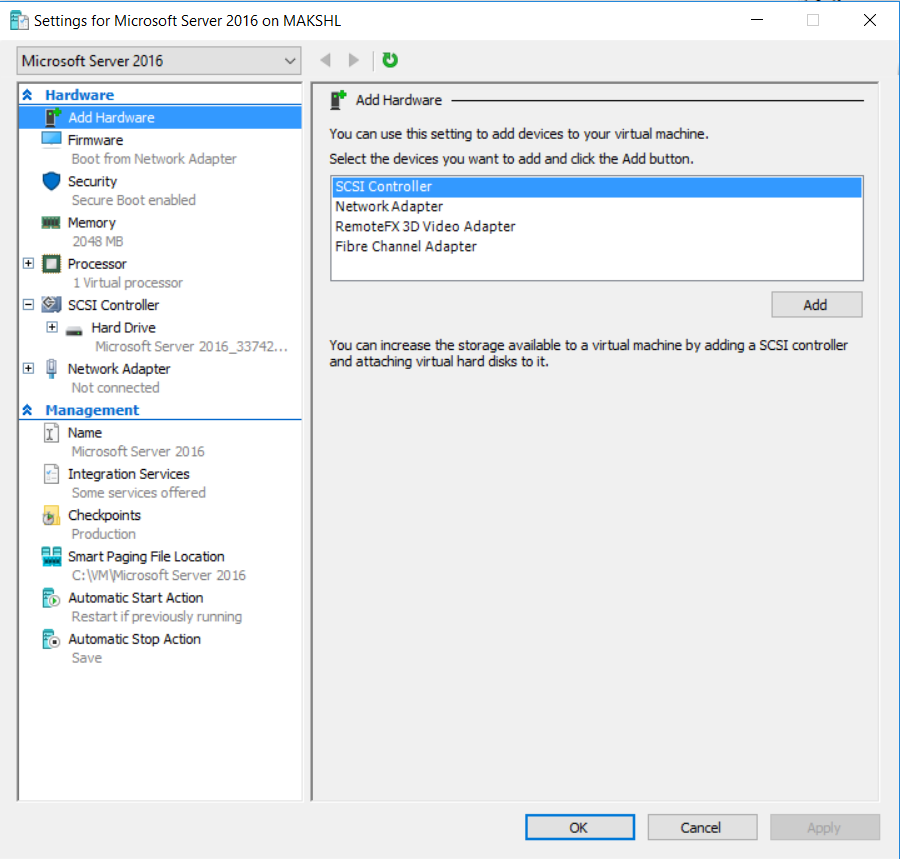 Settings for Microsoft Server 2016 on MAKSHL
Microsoft Server 2016
Hardware
Add Hardware
Firmware
Boot from Network Adapter
Security
Secure Boot enabled
Memory
2048 MB
Processor
1 Virtual processor
SCSI Controller
Hard Drive
Microsoft Server 2016_33742...
Network Adapter
Not connected
Management
Name
Microsoft Server 2016
Integration Services
Some services offered
Checkpoints
Production
Smart Paging File Location
C:\VM\Microsoft Server 2016
Automatic Start Action
Restart if previously running
Automatic Stop Action
Save
Add Hardware
You can use this setting to add devices to your virtual machine.
Select the devices you want to add and click the Add button.
SCSI Controller
Network Adapter
RemoteFX 3D Video Adapter
Fibre Channel Adapter
Add
You can increase the storage available to a virtual machine by adding a SCSI controller
and attaching virtual hard disks to it.
OK
Cancel
Apply